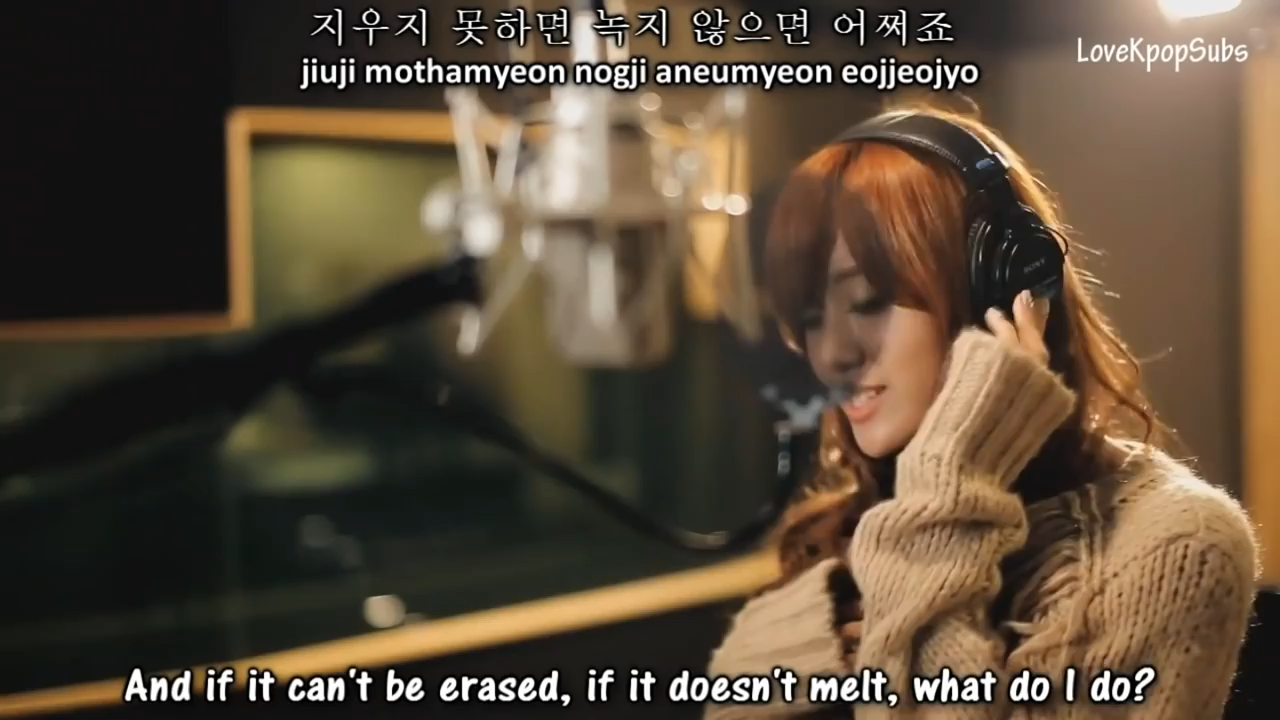 지우지 못하면 녹지 않으면 어쩌죠
jiuji mothamyeon nogji aneumyeon eojjeojyo
LoveKpopSubs
SONY
And if it can't be erased, if it doesn't melt, what do I do?